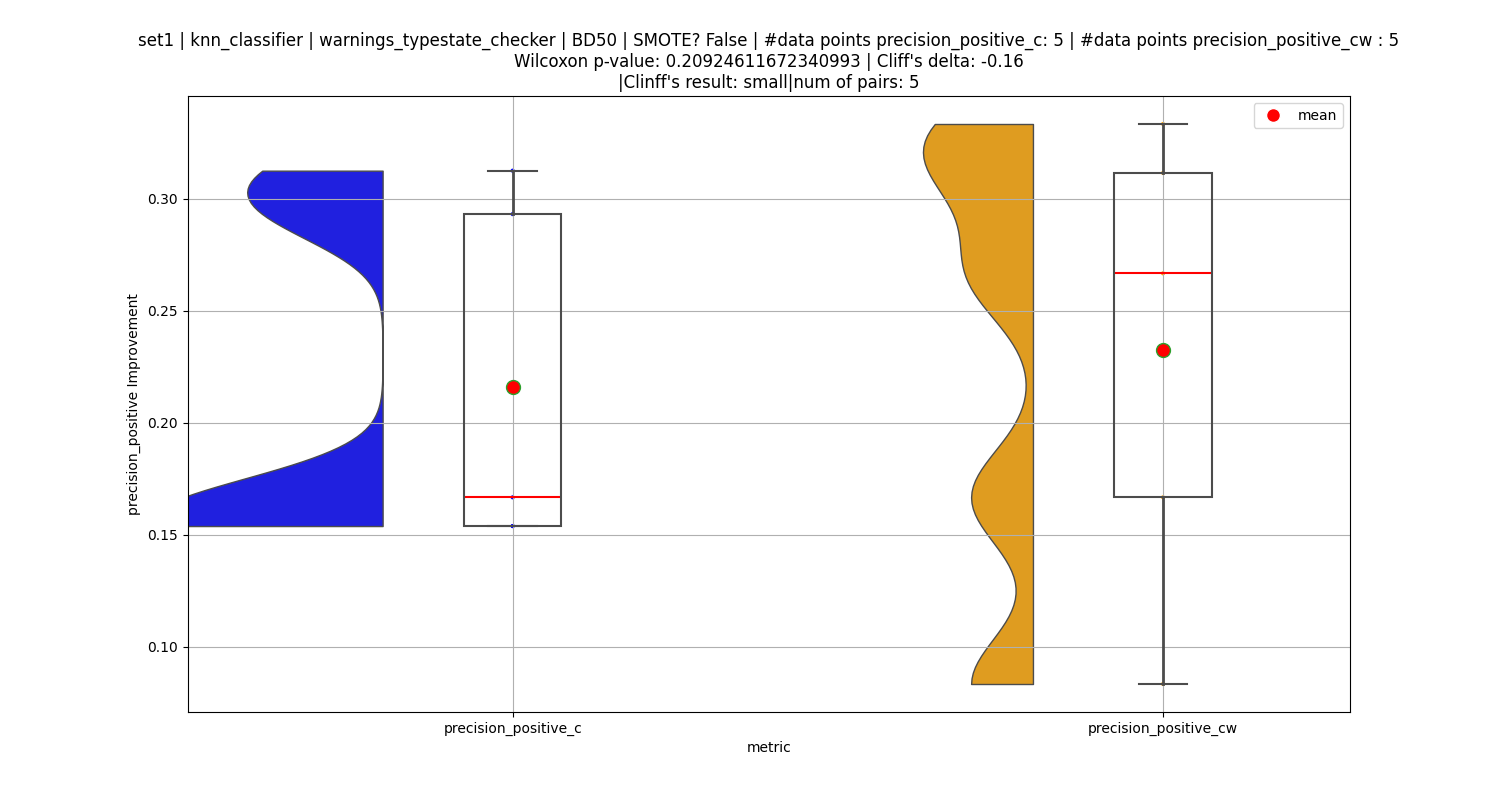 set1 | knn_classifier | warnings_typestate_checker | BD50 | SMOTE? False | #data points precision_positive_c: 5 | #data points precision_positive_cw : 5
Wilcoxon p-value: 0.20924611672340993 | Cliff's delta: -0.16
|Clinff's result: small|num of pairs: 5
mean
precision_positive Improvement
0.30
0.25
0.20
0.15
0.10
precision_positive_c
precision_positive_cw
metric